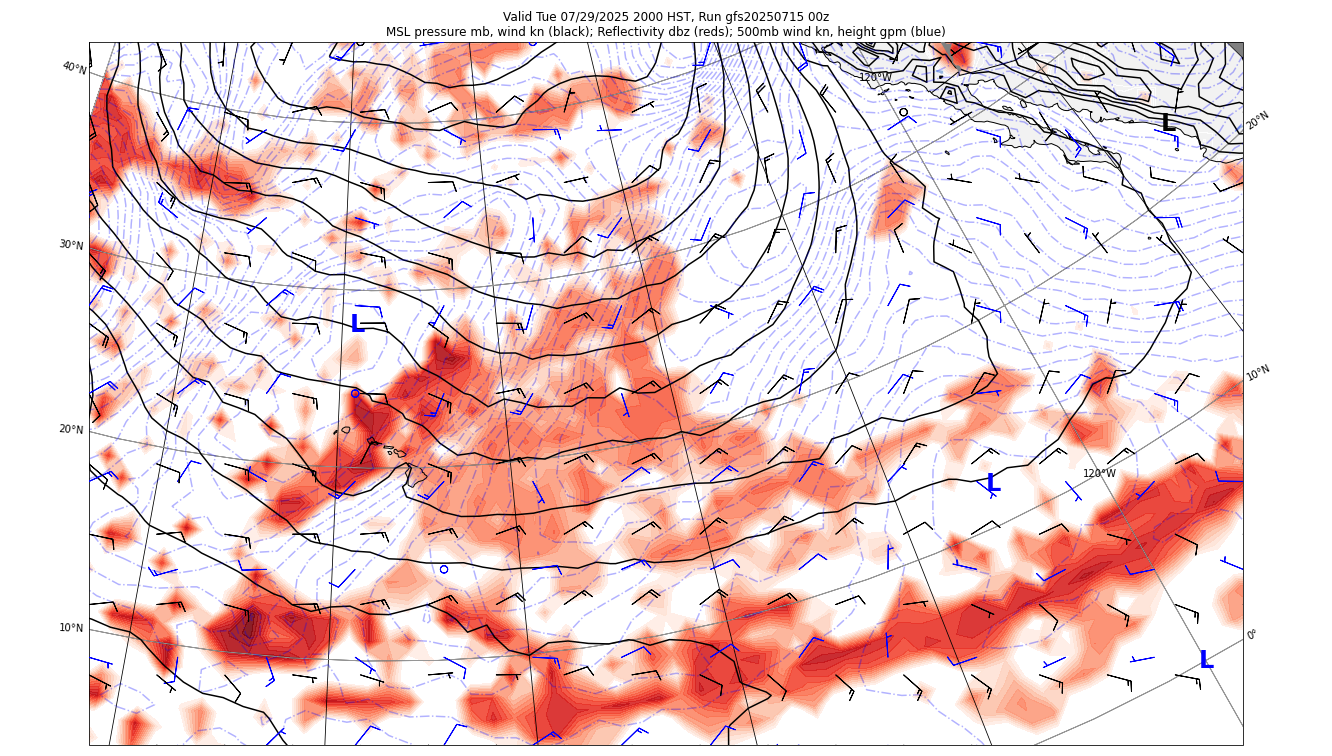 Valid Tue 07/29/2025 2000 HST, Run gfs20250715 00z
MSL pressure mb, wind kn (black); Reflectivity dbz (reds); 500mb wind kn, height gpm (blue)
40°N
120°W
L
20°N
30°N
L
10°N
20°N
120°W
L
10°N
0°
L